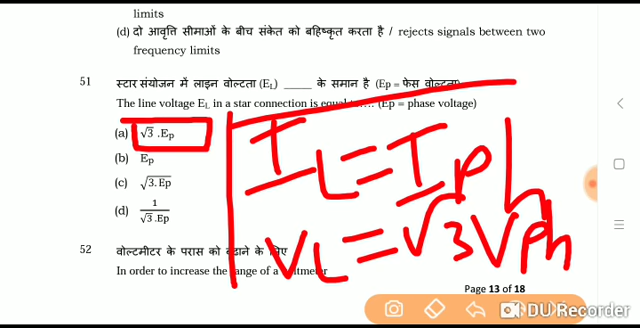 limits
(d) दो आवृत्ति सीमाओं के बीच संकेत को बहिष्कृत करता है / rejects signals between two
frequency limits
51 स्टार संयोजन में लाइन वोल्टता (EL) _____ के समान है (Ep = फेस वोल्टता)
The line voltage EL in a star connection is equal to.... (Ep = phase voltage)
(a) √3 .Ep
(b) Ep
(c) √3.Ep
(d) 1/√3.Ep
IL=IPh
VL=√3VPh
52 वोल्टमीटर के परास को बढाने के लिए
In order to increase the range of a voltmeter
Page 13 of 18
DU Recorder